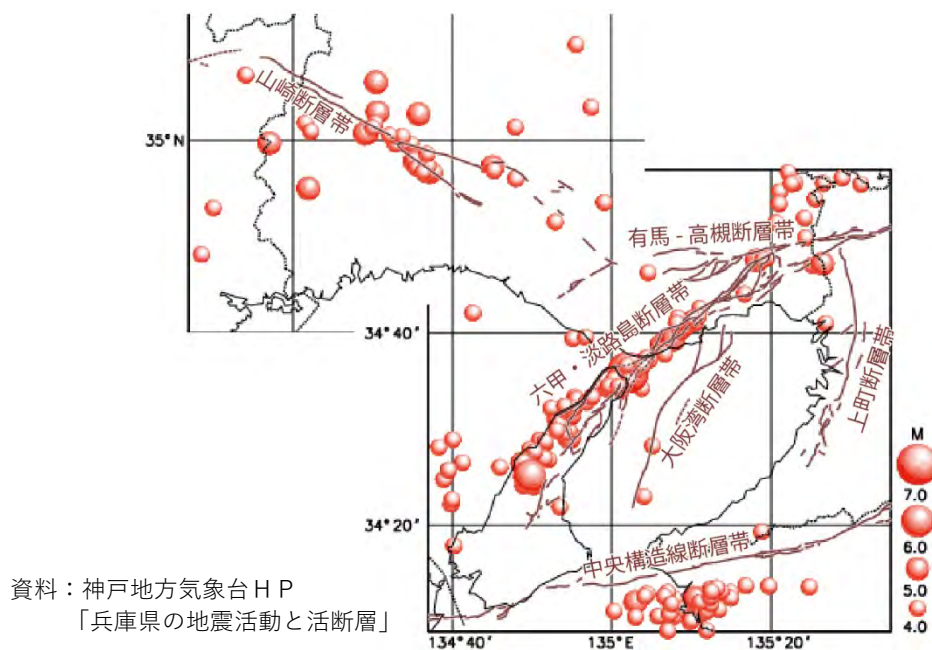 山崎断層帯
35°N
有馬-高槻断層帯
六甲・淡路島断層帯
34°40
大阪湾断層帯
上町断層帯
M
7.0
6.0
5.0
4.0
34°20
中央構造線断層帯
134°40
135°E
135°20
資料：神戸地方気象台ＨＰ
「兵庫県の地震活動と活断層」